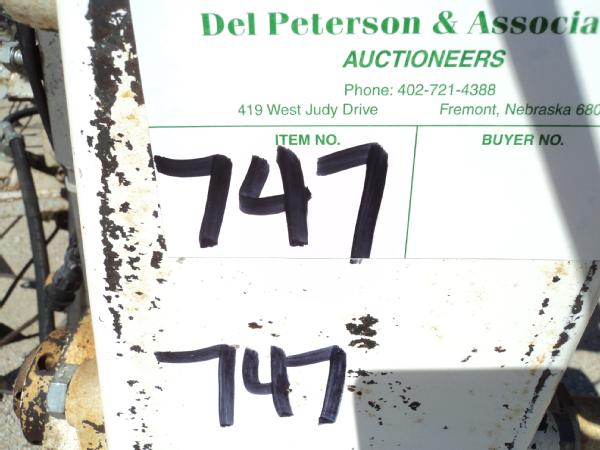 Del Peterson & Associa
AUCTIONEERS
Phone: 402-721-4388
419 West Judy Drive Fremont, Nebraska 680
ITEM NO. BUYER NO.
747
747